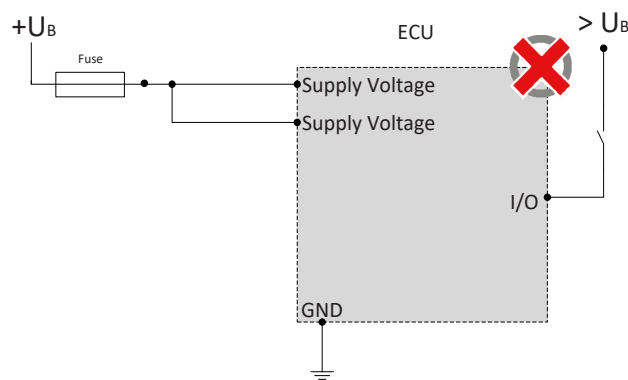 +UB
ECU
> UB
Fuse
Supply Voltage
Supply Voltage
I/O
GND